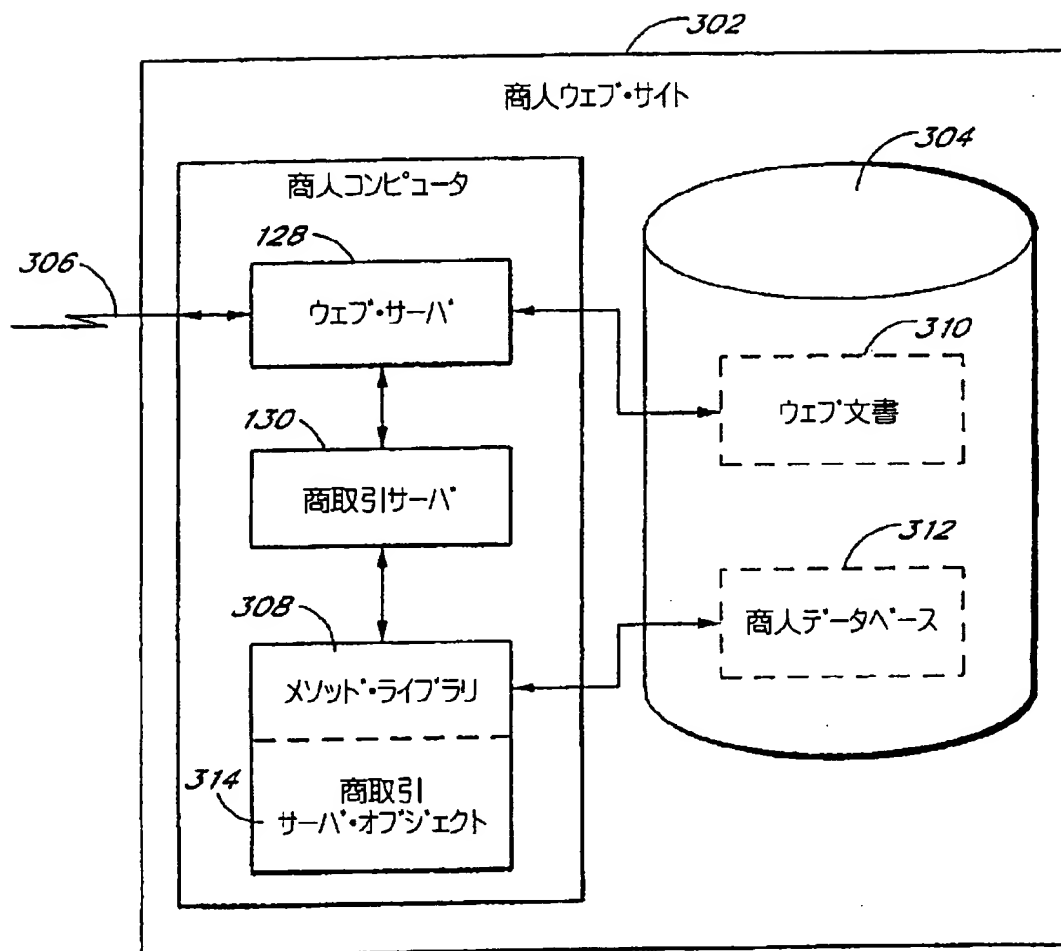 302
商人ウェブ・サイト
304
商人コンピュータ
128
306
ウェブ・サーバ
310
ウェブ文書
130
商取引サーバ
312
308
商人データベース
メソッド・ライブラリ
314
商取引
サーバ・オブジェクト